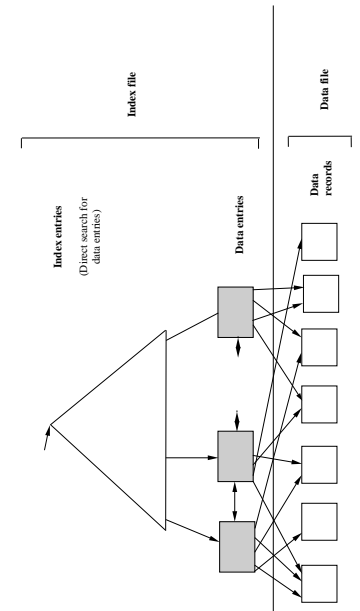 Index entries
(Direct search for
data entries)
Index file
Data entries
Data
records
Data file